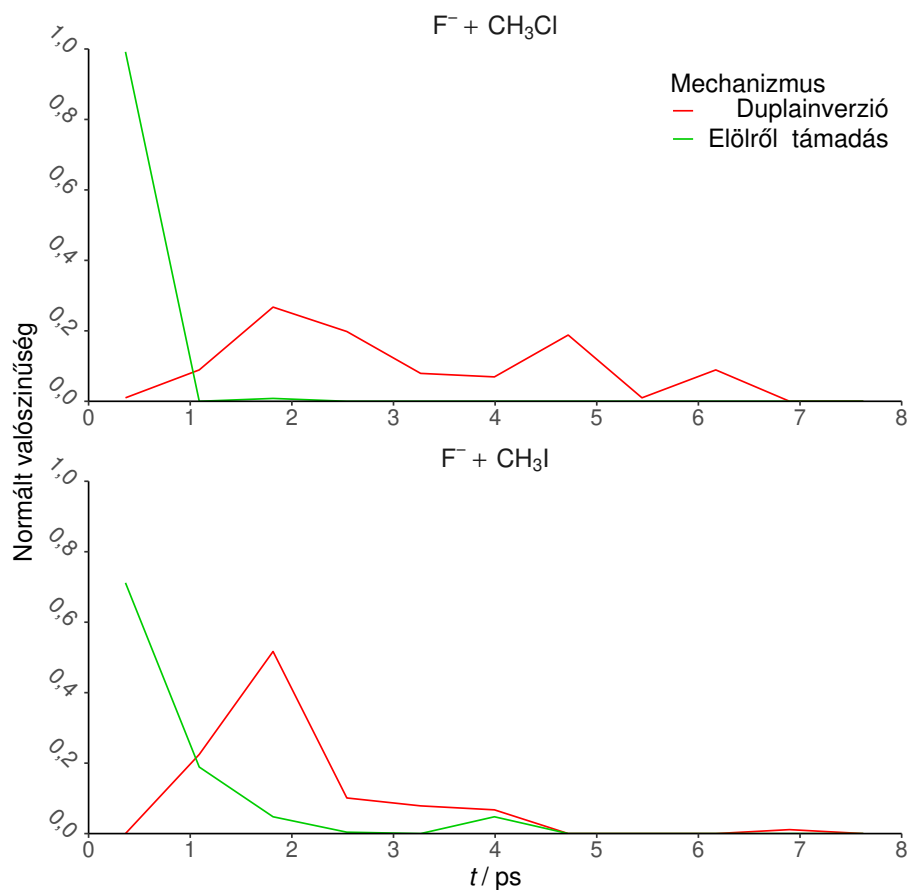 F⁻ + CH₃Cl
1,0
0,8
0,6
0,4
0,2
0,0
0 1 2 3 4 5 6 7 8
Mechanizmus
Duplainverzió
Elölről támadás
Normált valószinűség
F⁻ + CH₃I
1,0
0,8
0,6
0,4
0,2
0,0
0 1 2 3 4 5 6 7 8
t / ps